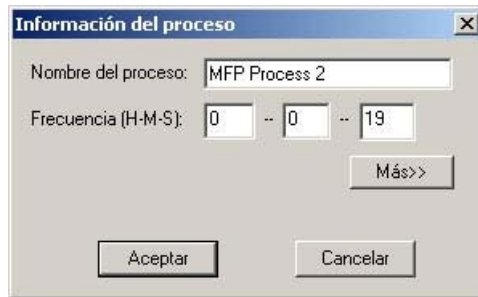 Información del proceso
Nombre del proceso: MFP Process 2
Frecuencia (H-M-S): 0 -- 0 -- 19
Más>>
Aceptar Cancelar